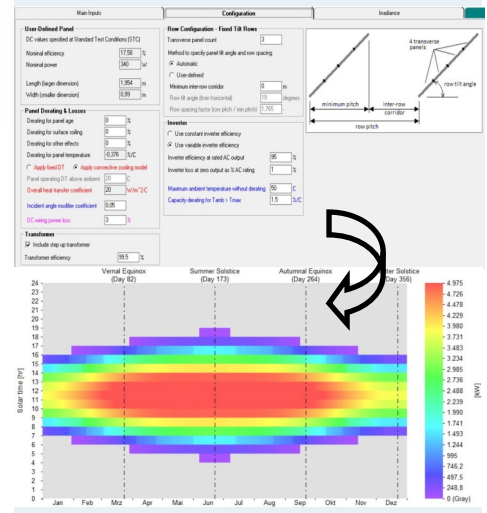 Main Inputs
Configuration
Irradiance
User-Defined Panel
DC values specified at Standard Test Conditions (STC)
Nominal efficiency 17,58 %
Nominal power 340 W
Length (larger dimension) 1,954 m
Width (smaller dimension) 0,99 m
Panel Derating & Losses
Derating for panel age 0 %
Derating for surface soiling 0 %
Derating for other effects 0 %
Derating for panel temperature -0,376 %/C
Apply fixed DT Apply convective cooling model
Panel operating DT above ambient 20 C
Overall heat transfer coefficient 20 W/m^2-C
Incident angle modifier coefficient 0,05
DC wiring power loss 3 %
Transformer
Include step up transformer
Transformer efficiency 99,5 %
Row Configuration - Fixed Tilt Rows
Transverse panel count 3
Method to specify panel tilt angle and row spacing
Automatic
User-defined
Minimum inter-row corridor 0 m
Row tilt angle (from horizontal) 19 degrees
Row spacing factor (row pitch / min pitch) 1,765
Inverter
Use constant inverter efficiency
Use variable inverter efficiency
Inverter efficiency at rated AC output 95 %
Inverter loss at zero output as % AC rating 1 %
Maximum ambient temperature without derating 50 C
Capacity derating for Tamb > Tmax 1,5 %/C
4 transverse
panels
row tilt angle
minimum pitch
inter-row
corridor
row pitch
Vernal Equinox
(Day 82)
Summer Solstice
(Day 173)
Autumnal Equinox
(Day 264)
ter Solstice
(Day 356)
Solar time [hr]
24
23
22
21
20
19
18
17
16
15
14
13
12
11
10
9
8
7
6
5
4
3
2
1
0
Jan Feb Mrz Apr Mai Jun Jul Aug Sep Okt Nov Dez
4.975
4.726
4.478
4.229
3.980
3.731
3.483
3.234
2.985
2.736
2.488
2.239
1.990
1.741
1.493
1.244
995
746,2
497,5
248,8
0 (Gray)
[kW]